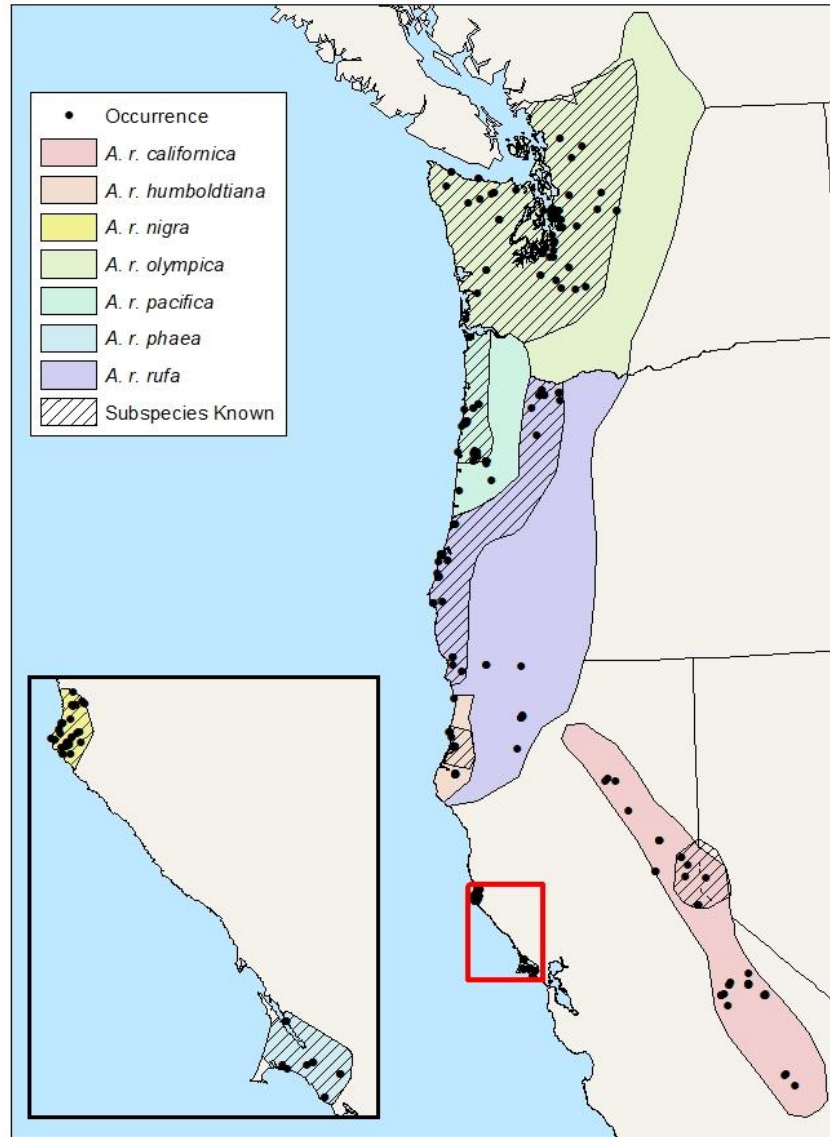 Occurrence
A. r. californica
A. r. humboldtiana
A. r. nigra
A. r. olympica
A. r. pacifica
A. r. phaea
A. r. rufa
Subspecies Known